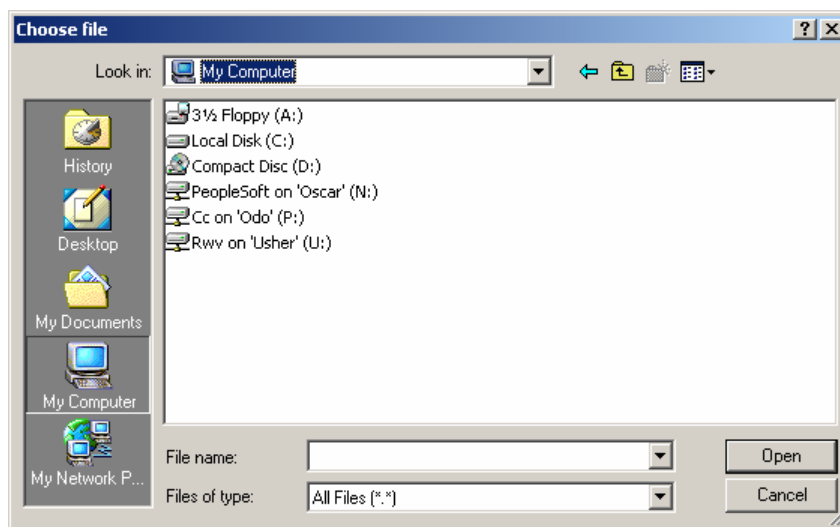 Choose file
Look in: My Computer
History
Desktop
My Documents
My Computer
My Network P...
3½ Floppy (A:)
Local Disk (C:)
Compact Disc (D:)
PeopleSoft on 'Oscar' (N:)
Cc on 'Odo' (P:)
Rwv on 'Usher' (U:)
File name:
Open
Files of type: All Files (*.*)
Cancel